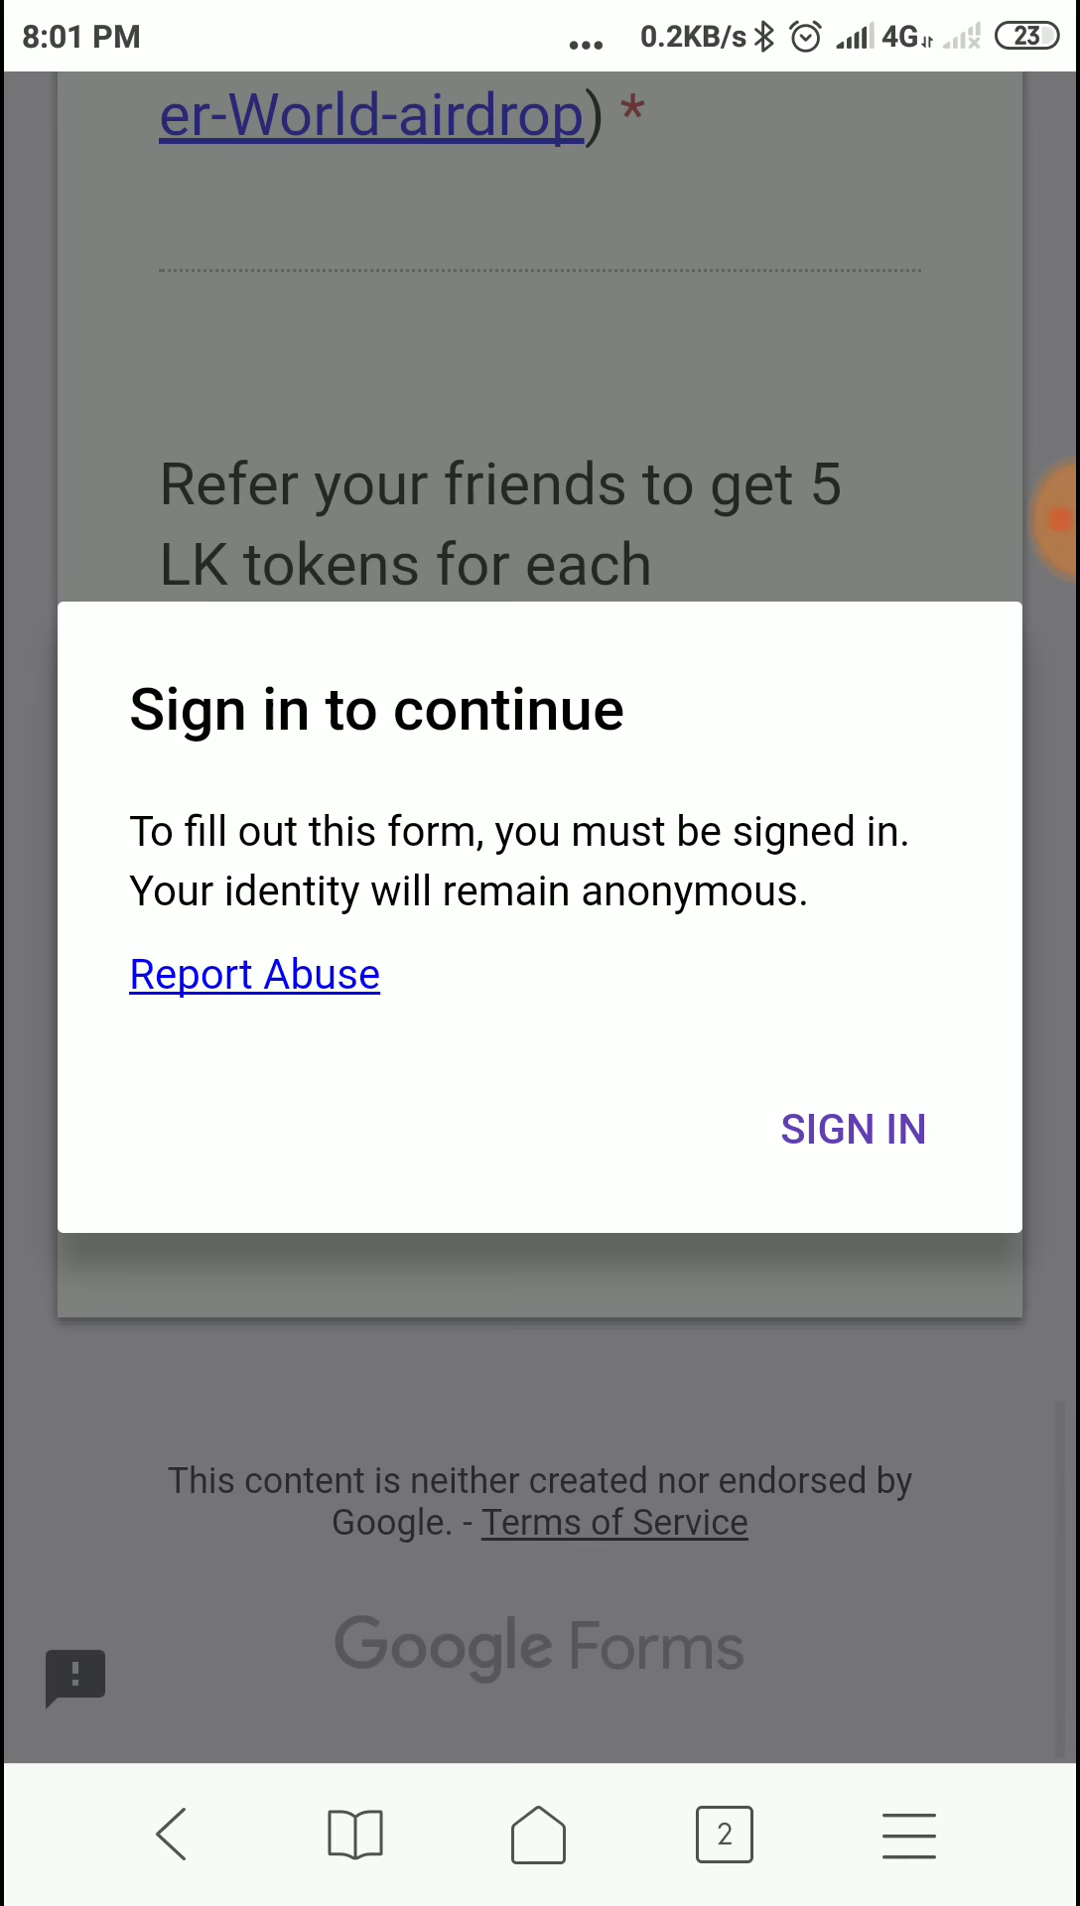 8:01 PM
... 0.2KB/s 4G 23
er-World-airdrop) *
Refer your friends to get 5
LK tokens for each
Sign in to continue
To fill out this form, you must be signed in.
Your identity will remain anonymous.
Report Abuse
SIGN IN
This content is neither created nor endorsed by
Google. - Terms of Service
Google Forms
2